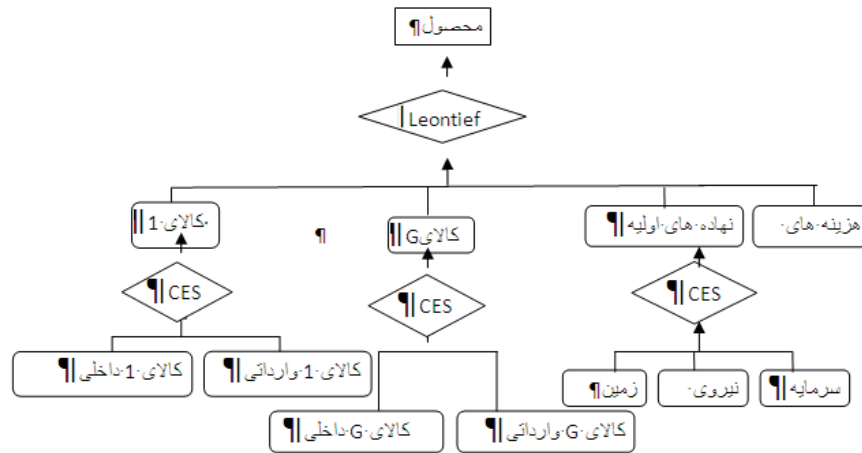 محصول¶
Leontief
کالای·1¶
¶
کالایG¶
نهاده·های·اولیه¶
هزینه·های·
¶CES
¶CES
¶CES
کالای·1·داخلی¶
کالای·1·وارداتی¶
زمین¶
نیروی·
سرمایه¶
کالای·G·داخلی¶
کالای·G·وارداتی¶